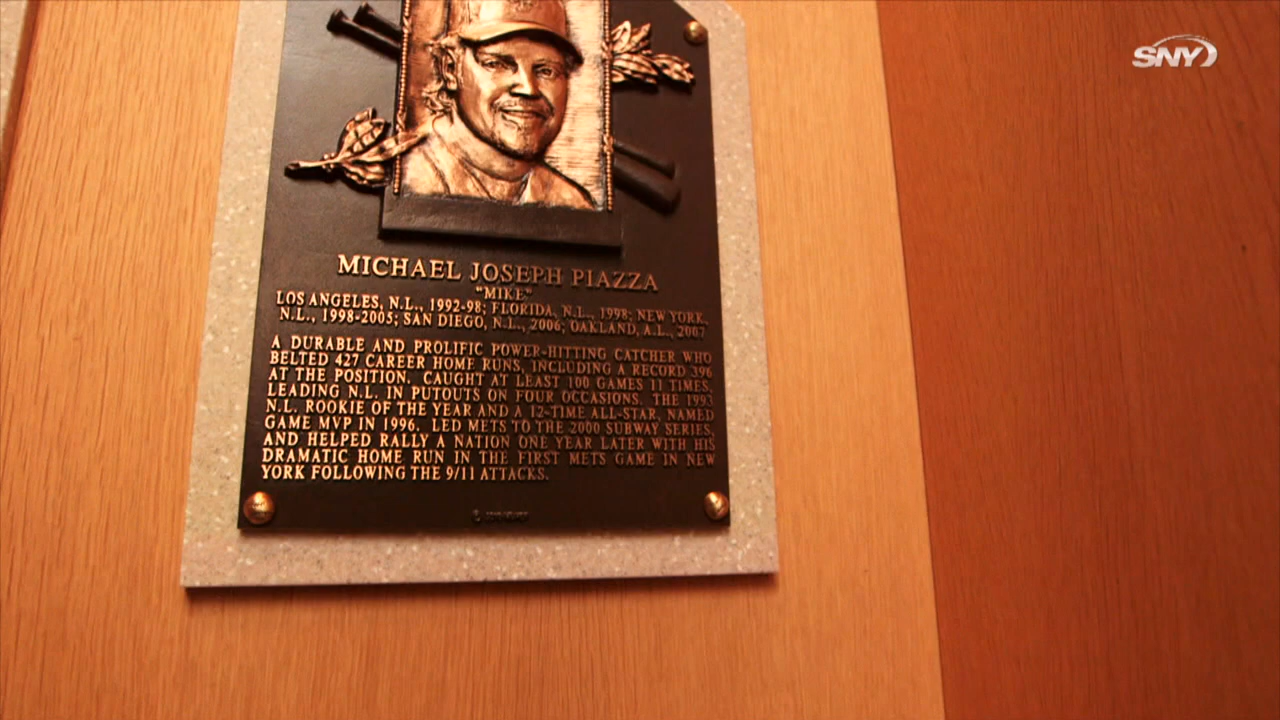 SNY
MICHAEL JOSEPH PIAZZA
"MIKE"
LOS ANGELES, N.L., 1992-98; FLORIDA, N.L., 1998; NEW YORK,
N.L., 1998-2005; SAN DIEGO, N.L., 2006; OAKLAND, A.L., 2007
A DURABLE AND PROLIFIC POWER-HITTING CATCHER WHO
BELTED 427 CAREER HOME RUNS, INCLUDING A RECORD 396
AT THE POSITION. CAUGHT AT LEAST 100 GAMES 11 TIMES,
LEADING N.L. IN PUTOUTS ON FOUR OCCASIONS. THE 1993
N.L. ROOKIE OF THE YEAR AND A 12-TIME ALL-STAR, NAMED
GAME MVP IN 1996. LED METS TO THE 2000 SUBWAY SERIES,
AND HELPED RALLY A NATION ONE YEAR LATER WITH HIS
DRAMATIC HOME RUN IN THE FIRST METS GAME IN NEW
YORK FOLLOWING THE 9/11 ATTACKS.